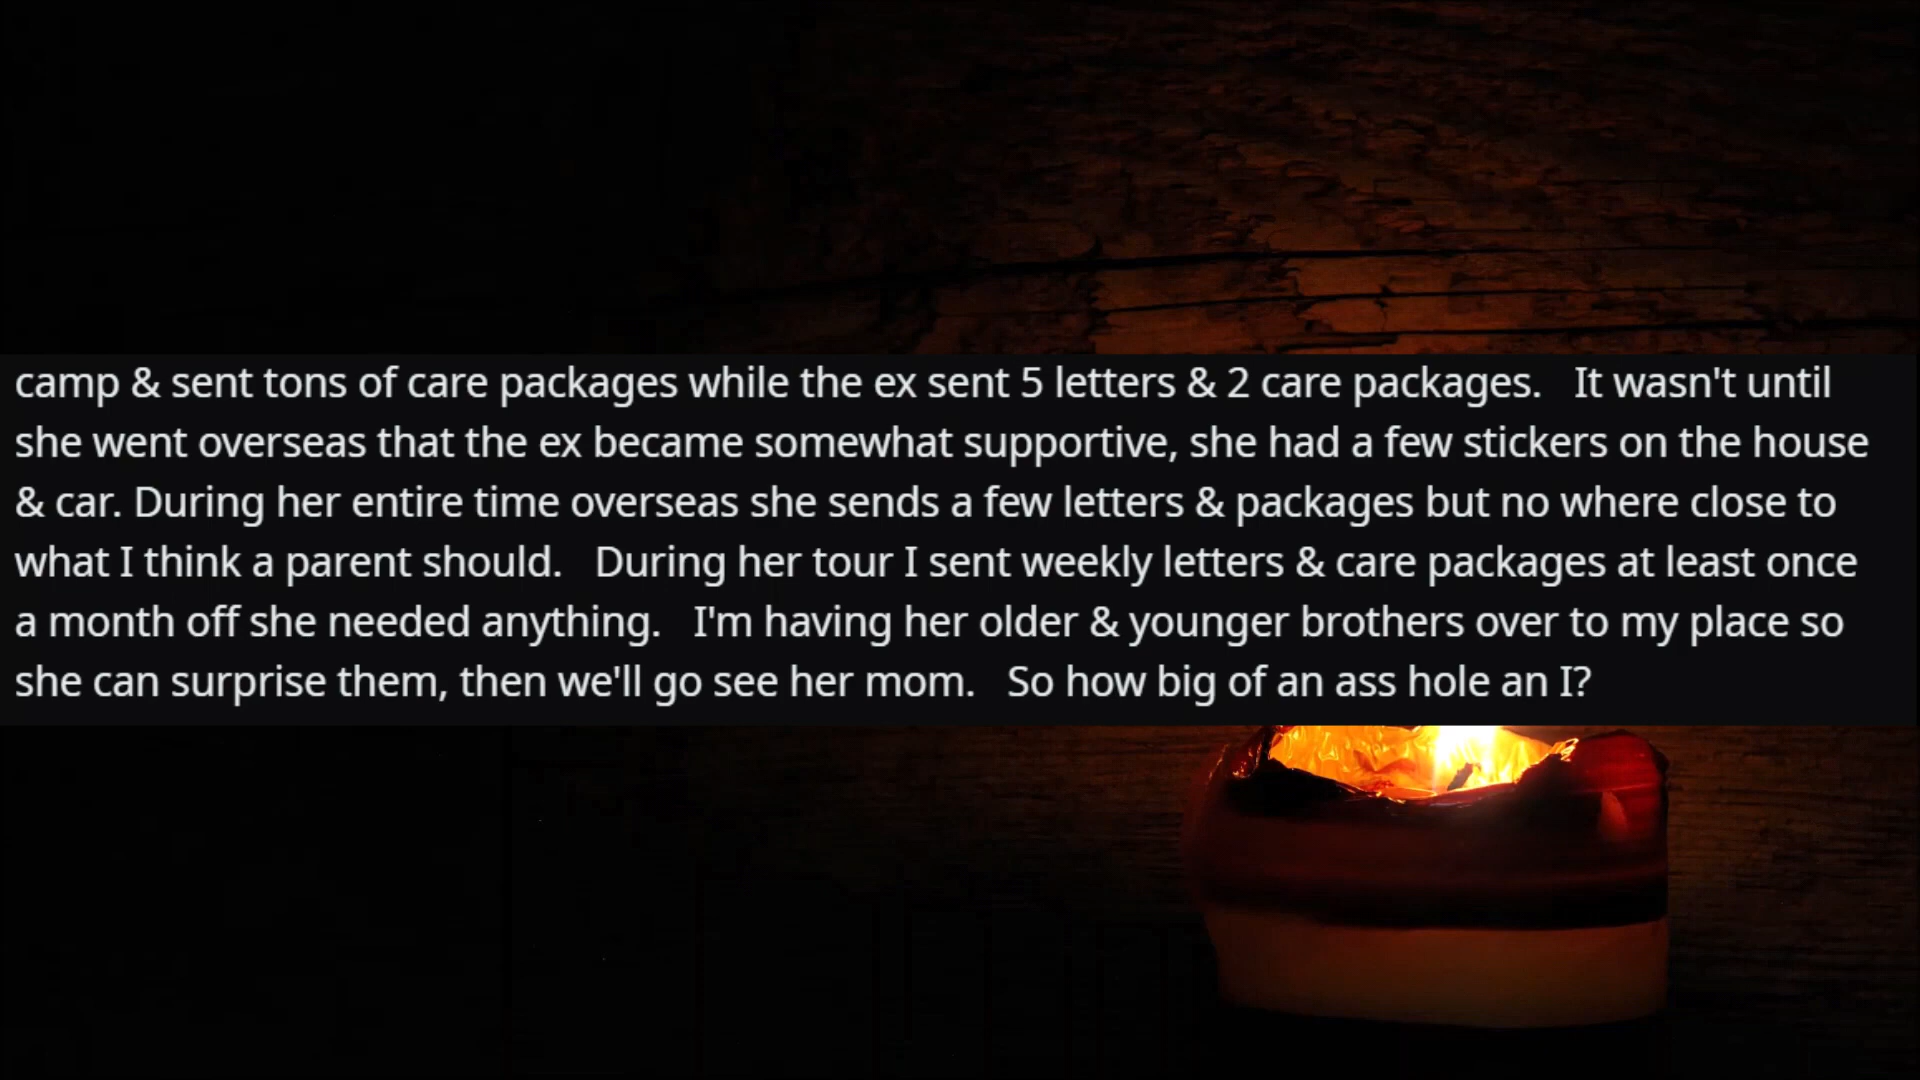 camp & sent tons of care packages while the ex sent 5 letters & 2 care packages. It wasn't until
she went overseas that the ex became somewhat supportive, she had a few stickers on the house
& car. During her entire time overseas she sends a few letters & packages but no where close to
what I think a parent should. During her tour I sent weekly letters & care packages at least once
a month off she needed anything. I'm having her older & younger brothers over to my place so
she can surprise them, then we'll go see her mom. So how big of an ass hole an I?